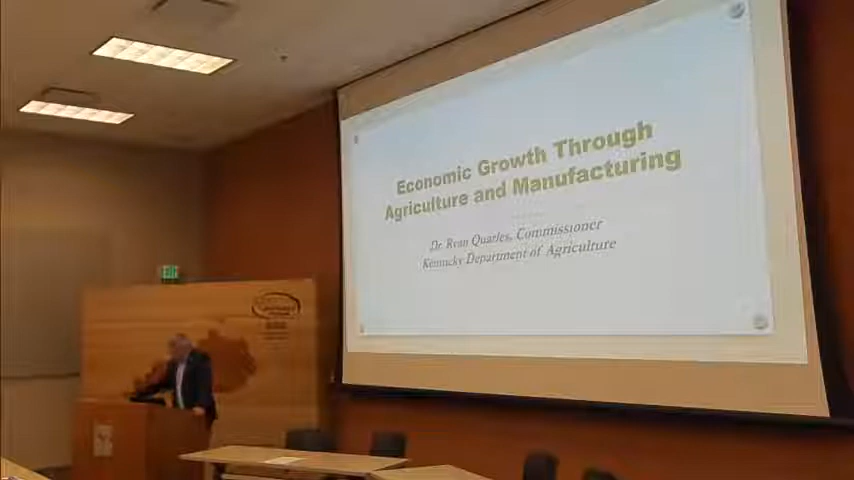 Economic Growth Through
Agriculture and Manufacturing
Dr. Ryan Quarles, Commissioner
Kentucky Department of Agriculture